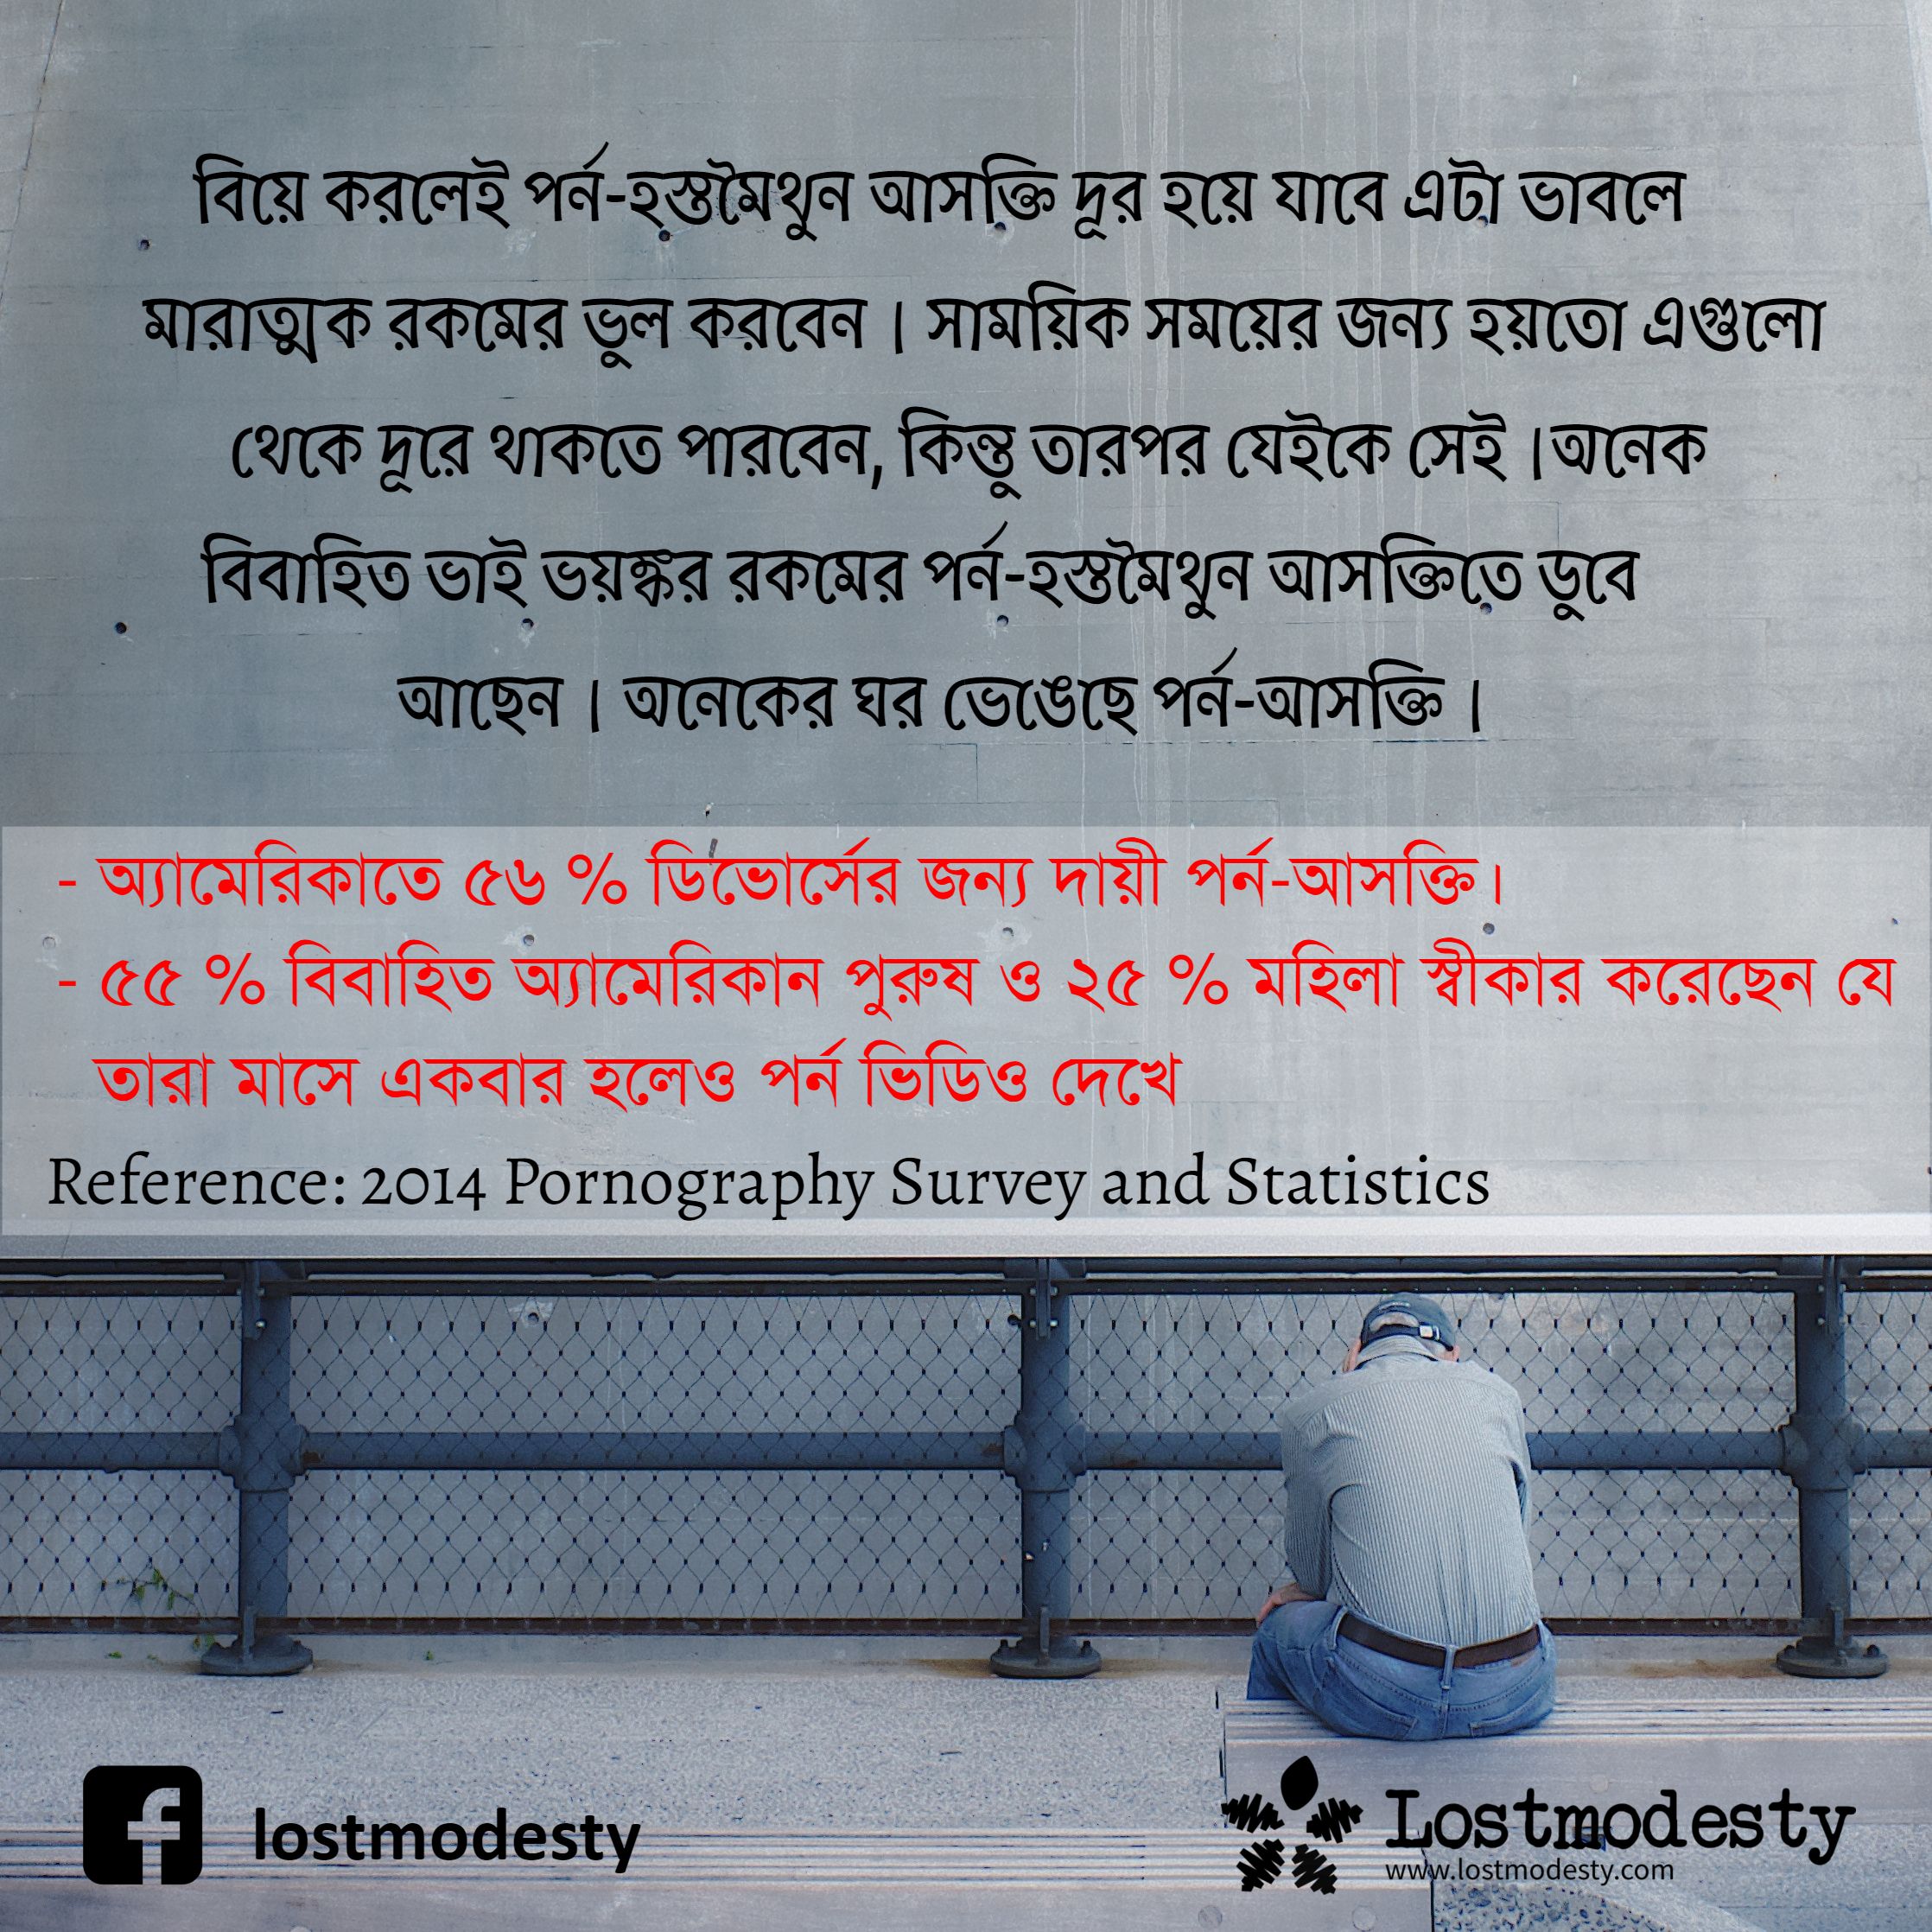 বিয়ে করলেই পর্ন-হস্তমৈথুন আসক্তি দূর হয়ে যাবে এটা ভাবলে
মারাত্মক রকমের ভুল করবেন । সাময়িক সময়ের জন্য হয়তো এগুলো
থেকে দূরে থাকতে পারবেন, কিন্তু তারপর যেইকে সেই ।অনেক
বিবাহিত ভাই ভয়ঙ্কর রকমের পর্ন-হস্তমৈথুন আসক্তিতে ডুবে
আছেন । অনেকের ঘর ভেঙেছে পর্ন-আসক্তি ।
- অ্যামেরিকাতে ৫৬ % ডিভোর্সের জন্য দায়ী পর্ন-আসক্তি।
- ৫৫ % বিবাহিত অ্যামেরিকান পুরুষ ও ২৫ % মহিলা স্বীকার করেছেন যে
তারা মাসে একবার হলেও পর্ন ভিডিও দেখে
Reference: 2014 Pornography Survey and Statistics
lostmodesty
Lostmodesty
www.lostmodesty.com